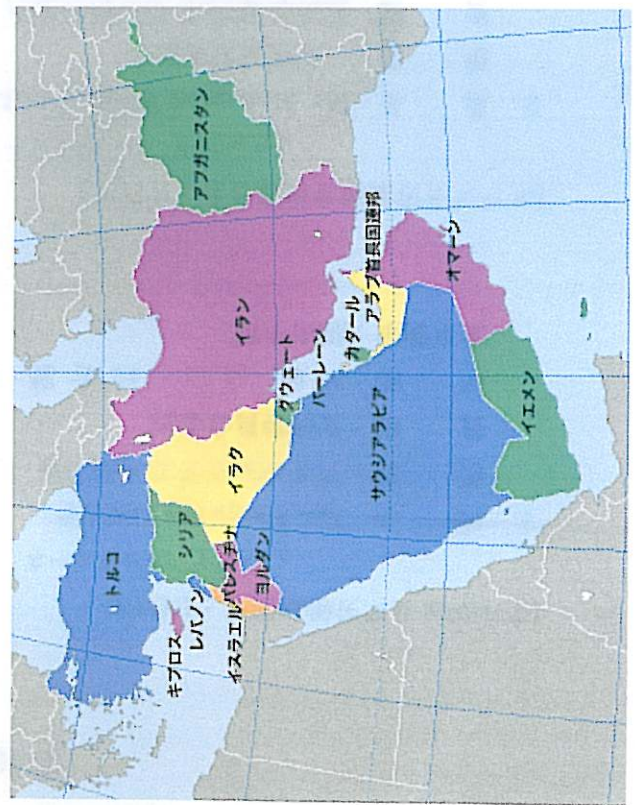 アフガニスタン
イラン
トルコ
シリア
イラク
クウェート
バーレーン
カタール
アラブ首長国連邦
オマーン
キプロス
レバノン
イスラエル
パレスチナ
ヨルダン
サウジアラビア
イエメン